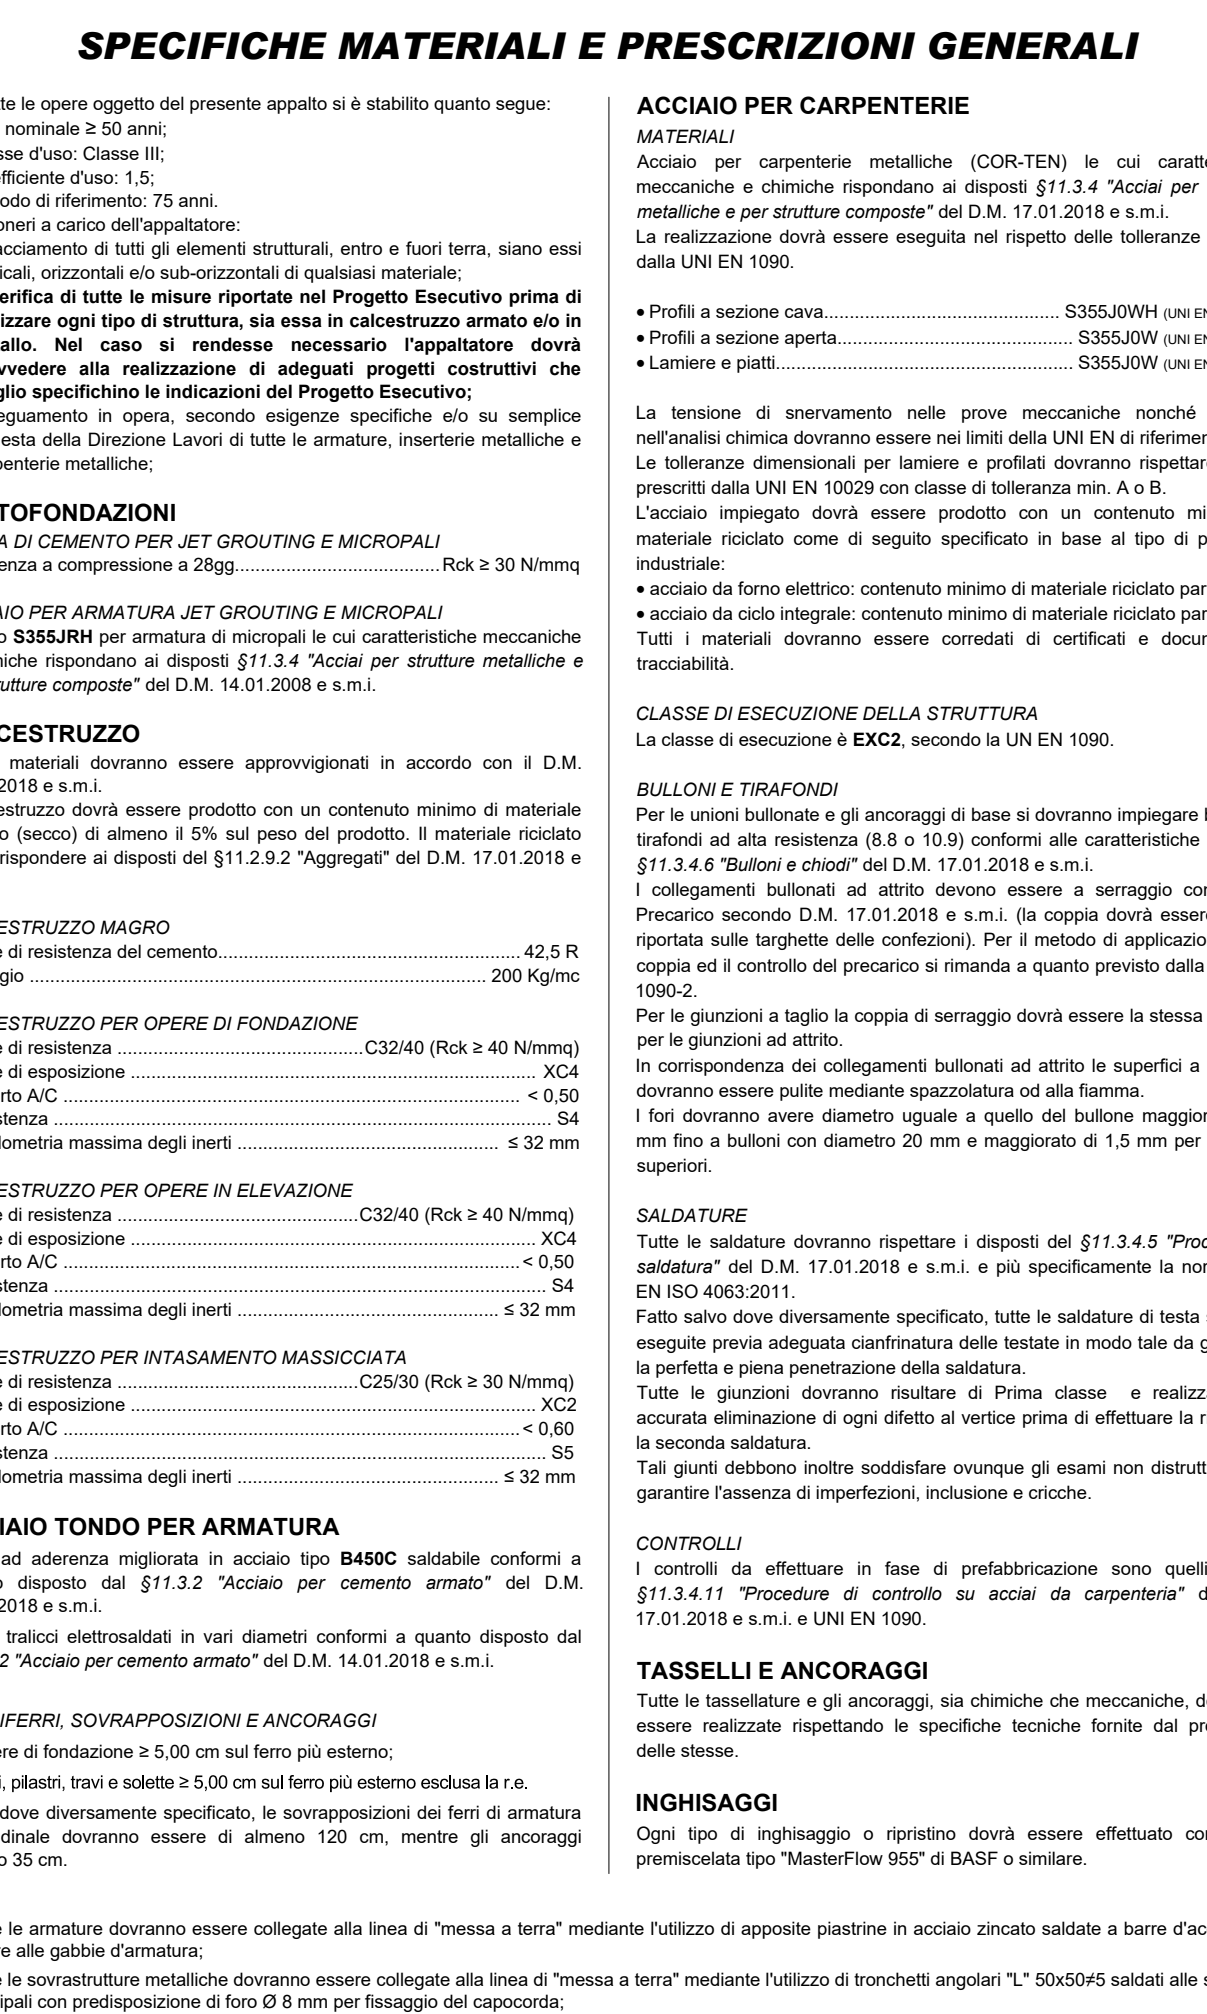 SPECIFICHE MATERIALI E PRESCRIZIONI GENERALI
le opere oggetto del presente appalto si è stabilito quanto segue:
nominale ≥ 50 anni;
d'uso: Classe III;
d'uso: 1,5;
di riferimento: 75 anni.
oneri a carico dell'appaltatore:
di tutti gli elementi strutturali, entro e fuori terra, siano essi
orizzontali e/o sub-orizzontali di qualsiasi materiale;
di tutte le misure riportate nel Progetto Esecutivo prima di
ogni tipo di struttura, sia essa in calcestruzzo armato e/o in
Nel caso si rendesse necessario l'appaltatore dovrà
alla realizzazione di adeguati progetti costruttivi che
specifichino le indicazioni del Progetto Esecutivo;
in opera, secondo esigenze specifiche e/o su semplice
della Direzione Lavori di tutte le armature, inserterie metalliche e
metalliche;
TOFONDAZIONI
DI CEMENTO PER JET GROUTING E MICROPALI
a compressione a 28gg........................................Rck ≥ 30 N/mmq
PER ARMATURA JET GROUTING E MICROPALI
S355JRH per armatura di micropali le cui caratteristiche meccaniche
rispondano ai disposti §11.3.4 "Acciai per strutture metalliche e
composte" del D.M. 14.01.2008 e s.m.i.
CESTRUZZO
materiali dovranno essere approvvigionati in accordo con il D.M.
2018 e s.m.i.
dovrà essere prodotto con un contenuto minimo di materiale
(secco) di almeno il 5% sul peso del prodotto. Il materiale riciclato
rispondere ai disposti del §11.2.9.2 "Aggregati" del D.M. 17.01.2018 e
ESTRUZZO MAGRO
di resistenza del cemento........................................................... 42,5 R
gio ......................................................................................... 200 Kg/mc
ESTRUZZO PER OPERE DI FONDAZIONE
di resistenza ................................................C32/40 (Rck ≥ 40 N/mmq)
di esposizione ............................................................................... XC4
A/C .......................................................................................... < 0,50
stenza ................................................................................................. S4
massima degli inerti ................................................... ≤ 32 mm
ESTRUZZO PER OPERE IN ELEVAZIONE
di resistenza ...............................................C32/40 (Rck ≥ 40 N/mmq)
di esposizione ............................................................................... XC4
A/C ..........................................................................................< 0,50
stenza ................................................................................................ S4
massima degli inerti ................................................... ≤ 32 mm
ESTRUZZO PER INTASAMENTO MASSICCIATA
di resistenza ...............................................C25/30 (Rck ≥ 30 N/mmq)
di esposizione ............................................................................... XC2
A/C ..........................................................................................< 0,60
stenza ................................................................................................ S5
massima degli inerti ................................................... ≤ 32 mm
IAIO TONDO PER ARMATURA
ad aderenza migliorata in acciaio tipo B450C saldabile conformi a
disposto dal §11.3.2 "Acciaio per cemento armato" del D.M.
2018 e s.m.i.
tralicci elettrosaldati in vari diametri conformi a quanto disposto dal
2 "Acciaio per cemento armato" del D.M. 14.01.2018 e s.m.i.
IFERRI, SOVRAPPOSIZIONI E ANCORAGGI
di fondazione ≥ 5,00 cm sul ferro più esterno;
pilastri, travi e solette ≥ 5,00 cm sul ferro più esterno esclusa la r.e.
dove diversamente specificato, le sovrapposizioni dei ferri di armatura
dovranno essere di almeno 120 cm, mentre gli ancoraggi
35 cm.
ACCIAIO PER CARPENTERIE
MATERIALI
Acciaio per carpenterie metalliche (COR-TEN) le cui caratte
meccaniche e chimiche rispondano ai disposti §11.3.4 "Acciai per
metalliche e per strutture composte" del D.M. 17.01.2018 e s.m.i.
La realizzazione dovrà essere eseguita nel rispetto delle tolleranze
dalla UNI EN 1090.
• Profili a sezione cava.............................................. S355J0WH (UNI EN
• Profili a sezione aperta.............................................. S355J0W (UNI EN
• Lamiere e piatti.......................................................... S355J0W (UNI EN
La tensione di snervamento nelle prove meccaniche nonché
nell'analisi chimica dovranno essere nei limiti della UNI EN di riferimen
Le tolleranze dimensionali per lamiere e profilati dovranno rispettar
prescritti dalla UNI EN 10029 con classe di tolleranza min. A o B.
L'acciaio impiegato dovrà essere prodotto con un contenuto mi
materiale riciclato come di seguito specificato in base al tipo di p
industriale:
• acciaio da forno elettrico: contenuto minimo di materiale riciclato par
• acciaio da ciclo integrale: contenuto minimo di materiale riciclato par
Tutti i materiali dovranno essere corredati di certificati e docu
tracciabilità.
CLASSE DI ESECUZIONE DELLA STRUTTURA
La classe di esecuzione è EXC2, secondo la UN EN 1090.
BULLONI E TIRAFONDI
Per le unioni bullonate e gli ancoraggi di base si dovranno impiegare
tirafondi ad alta resistenza (8.8 o 10.9) conformi alle caratteristiche
§11.3.4.6 "Bulloni e chiodi" del D.M. 17.01.2018 e s.m.i.
I collegamenti bullonati ad attrito devono essere a serraggio con
Precarico secondo D.M. 17.01.2018 e s.m.i. (la coppia dovrà esser
riportata sulle targhette delle confezioni). Per il metodo di applicazio
coppia ed il controllo del precarico si rimanda a quanto previsto dalla
1090-2.
Per le giunzioni a taglio la coppia di serraggio dovrà essere la stessa
per le giunzioni ad attrito.
In corrispondenza dei collegamenti bullonati ad attrito le superfici a
dovranno essere pulite mediante spazzolatura od alla fiamma.
I fori dovranno avere diametro uguale a quello del bullone maggior
mm fino a bulloni con diametro 20 mm e maggiorato di 1,5 mm per
superiori.
SALDATURE
Tutte le saldature dovranno rispettare i disposti del §11.3.4.5 "Proc
saldatura" del D.M. 17.01.2018 e s.m.i. e più specificamente la nor
EN ISO 4063:2011.
Fatto salvo dove diversamente specificato, tutte le saldature di testa
eseguite previa adeguata cianfrinatura delle testate in modo tale da g
la perfetta e piena penetrazione della saldatura.
Tutte le giunzioni dovranno risultare di Prima classe e realizza
accurata eliminazione di ogni difetto al vertice prima di effettuare la
la seconda saldatura.
Tali giunti debbono inoltre soddisfare ovunque gli esami non distrutt
garantire l'assenza di imperfezioni, inclusione e cricche.
CONTROLLI
I controlli da effettuare in fase di prefabbricazione sono quelli
§11.3.4.11 "Procedure di controllo su acciai da carpenteria" d
17.01.2018 e s.m.i. e UNI EN 1090.
TASSELLI E ANCORAGGI
Tutte le tassellature e gli ancoraggi, sia chimiche che meccaniche, d
essere realizzate rispettando le specifiche tecniche fornite dal pr
delle stesse.
INGHISAGGI
Ogni tipo di inghisaggio o ripristino dovrà essere effettuato con
premiscelata tipo "MasterFlow 955" di BASF o similare.
le armature dovranno essere collegate alla linea di "messa a terra" mediante l'utilizzo di apposite piastrine in acciaio zincato saldate a barre d'ac
alle gabbie d'armatura;
le sovrastrutture metalliche dovranno essere collegate alla linea di "messa a terra" mediante l'utilizzo di tronchetti angolari "L" 50x50≠5 saldati alle
con predisposizione di foro Ø 8 mm per fissaggio del capocorda;